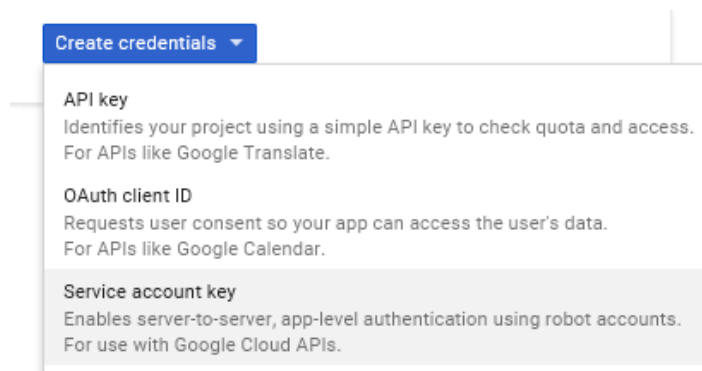 Create credentials
API key
Identifies your project using a simple API key to check quota and access.
For APIs like Google Translate.
OAuth client ID
Requests user consent so your app can access the user's data.
For APIs like Google Calendar.
Service account key
Enables server-to-server, app-level authentication using robot accounts.
For use with Google Cloud APIs.